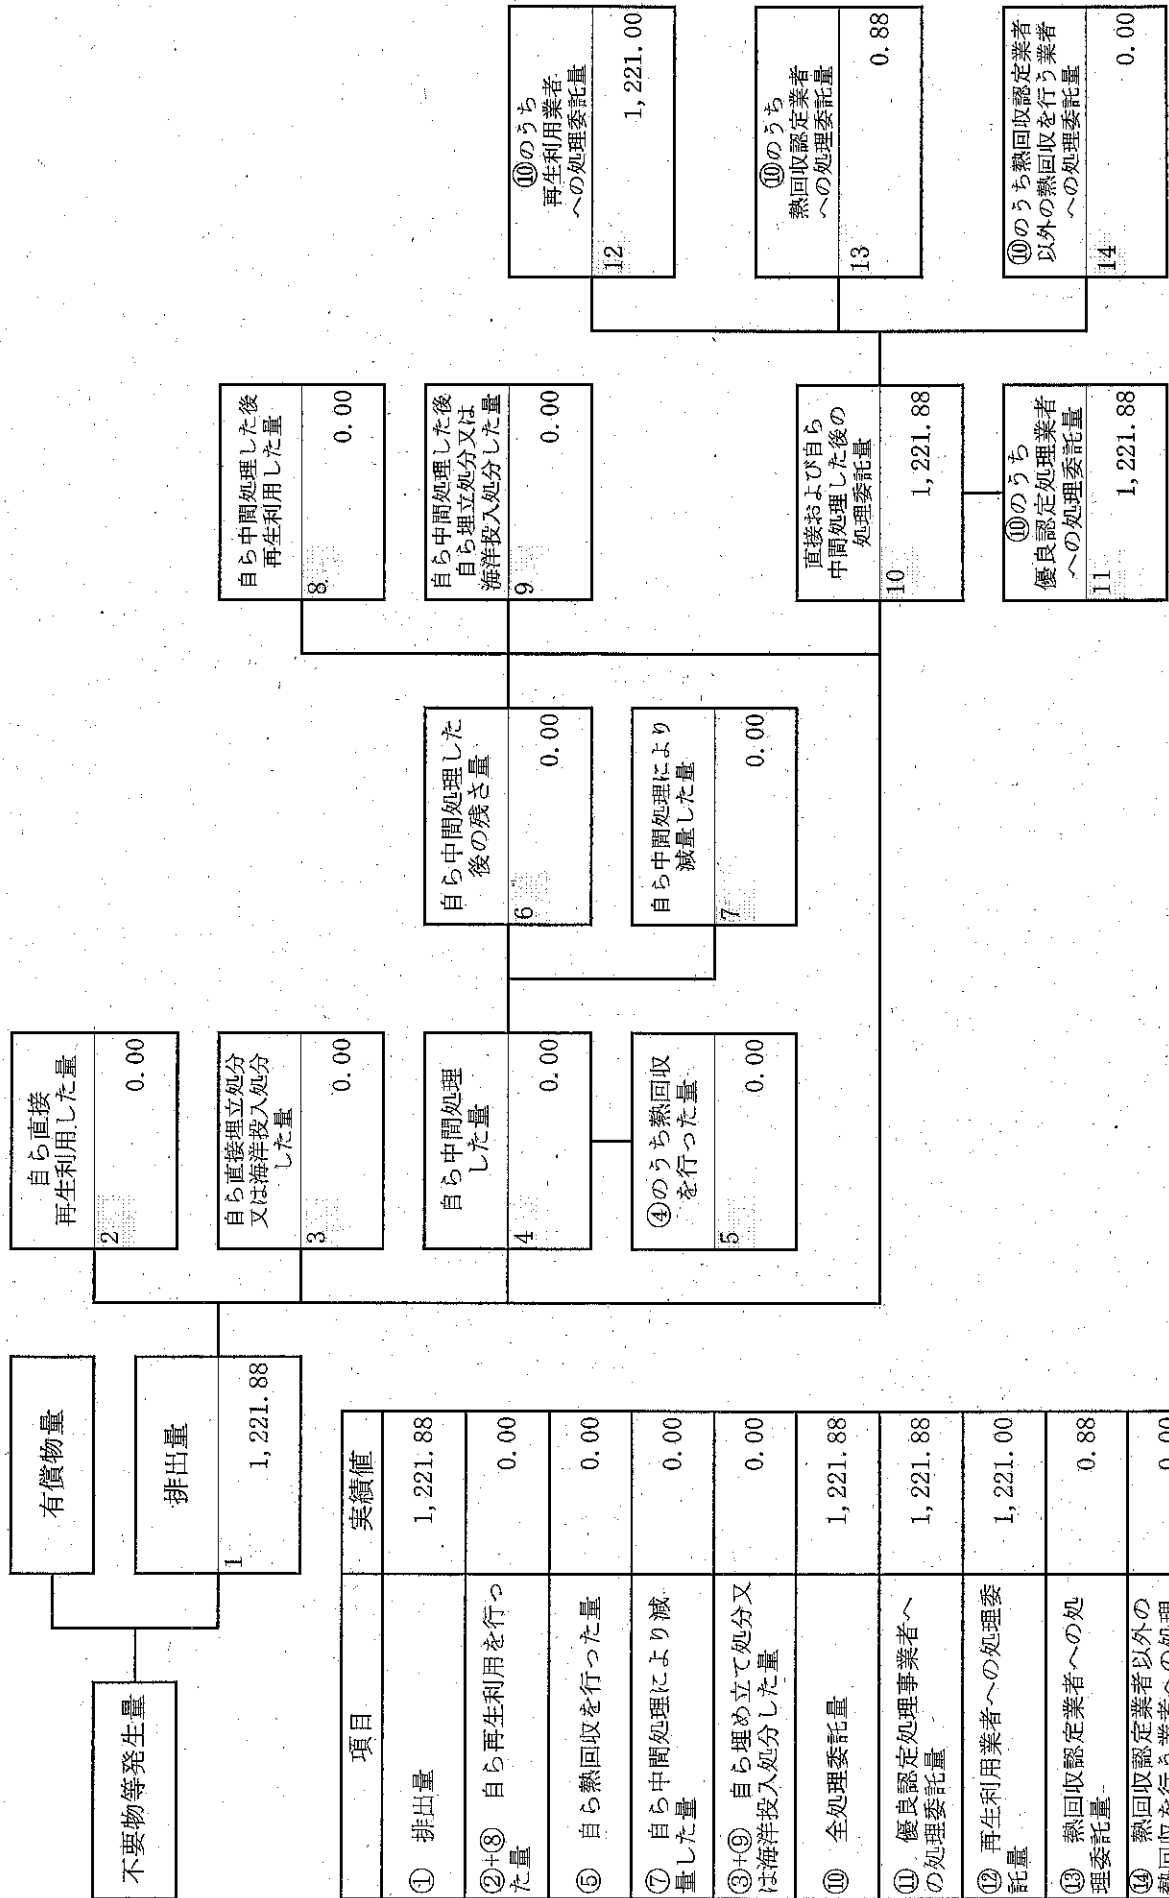 不要物等発生量
有償物量
排出量
1
1,221.88
自ら直接
再生利用した量
2
0.00
自ら直接埋立処分
又は海洋投入処分
した量
3
0.00
自ら中間処理
した量
4
0.00
④のうち熱回収
を行った量
5
0.00
自ら中間処理した
後の残さ量
6
0.00
自ら中間処理により
減量した量
7
0.00
自ら中間処理した後
再生利用した量
8
0.00
自ら中間処理した後
自ら埋立処分又は
海洋投入処分した量
9
0.00
直接および自ら
中間処理した後の
処理委託量
10
1,221.88
⑩のうち
優良認定処理業者
への処理委託量
11
1,221.88
⑩のうち
再生利用業者
への処理委託量
12
1,221.00
⑩のうち
熱回収認定業者
への処理委託量
13
0.88
⑩のうち熱回収認定業者
以外の熱回収を行う業者
への処理委託量
14
0.00
項目 実績値
① 排出量 1,221.88
②+⑧ 自ら再生利用を行っ
た量 0.00
⑤ 自ら熱回収を行った量 0.00
⑦ 自ら中間処理により減
量した量 0.00
③+⑨ 自ら埋め立て処分又
は海洋投入処分した量 0.00
⑩ 全処理委託量 1,221.88
⑪ 優良認定処理事業者へ
の処理委託量 1,221.88
⑫ 再生利用業者への処理委
託量 1,221.00
⑬ 熱回収認定業者への処
理委託量 0.88
⑭ 熱回収認定業者以外の
熱回収を行う業者への処理 0.00